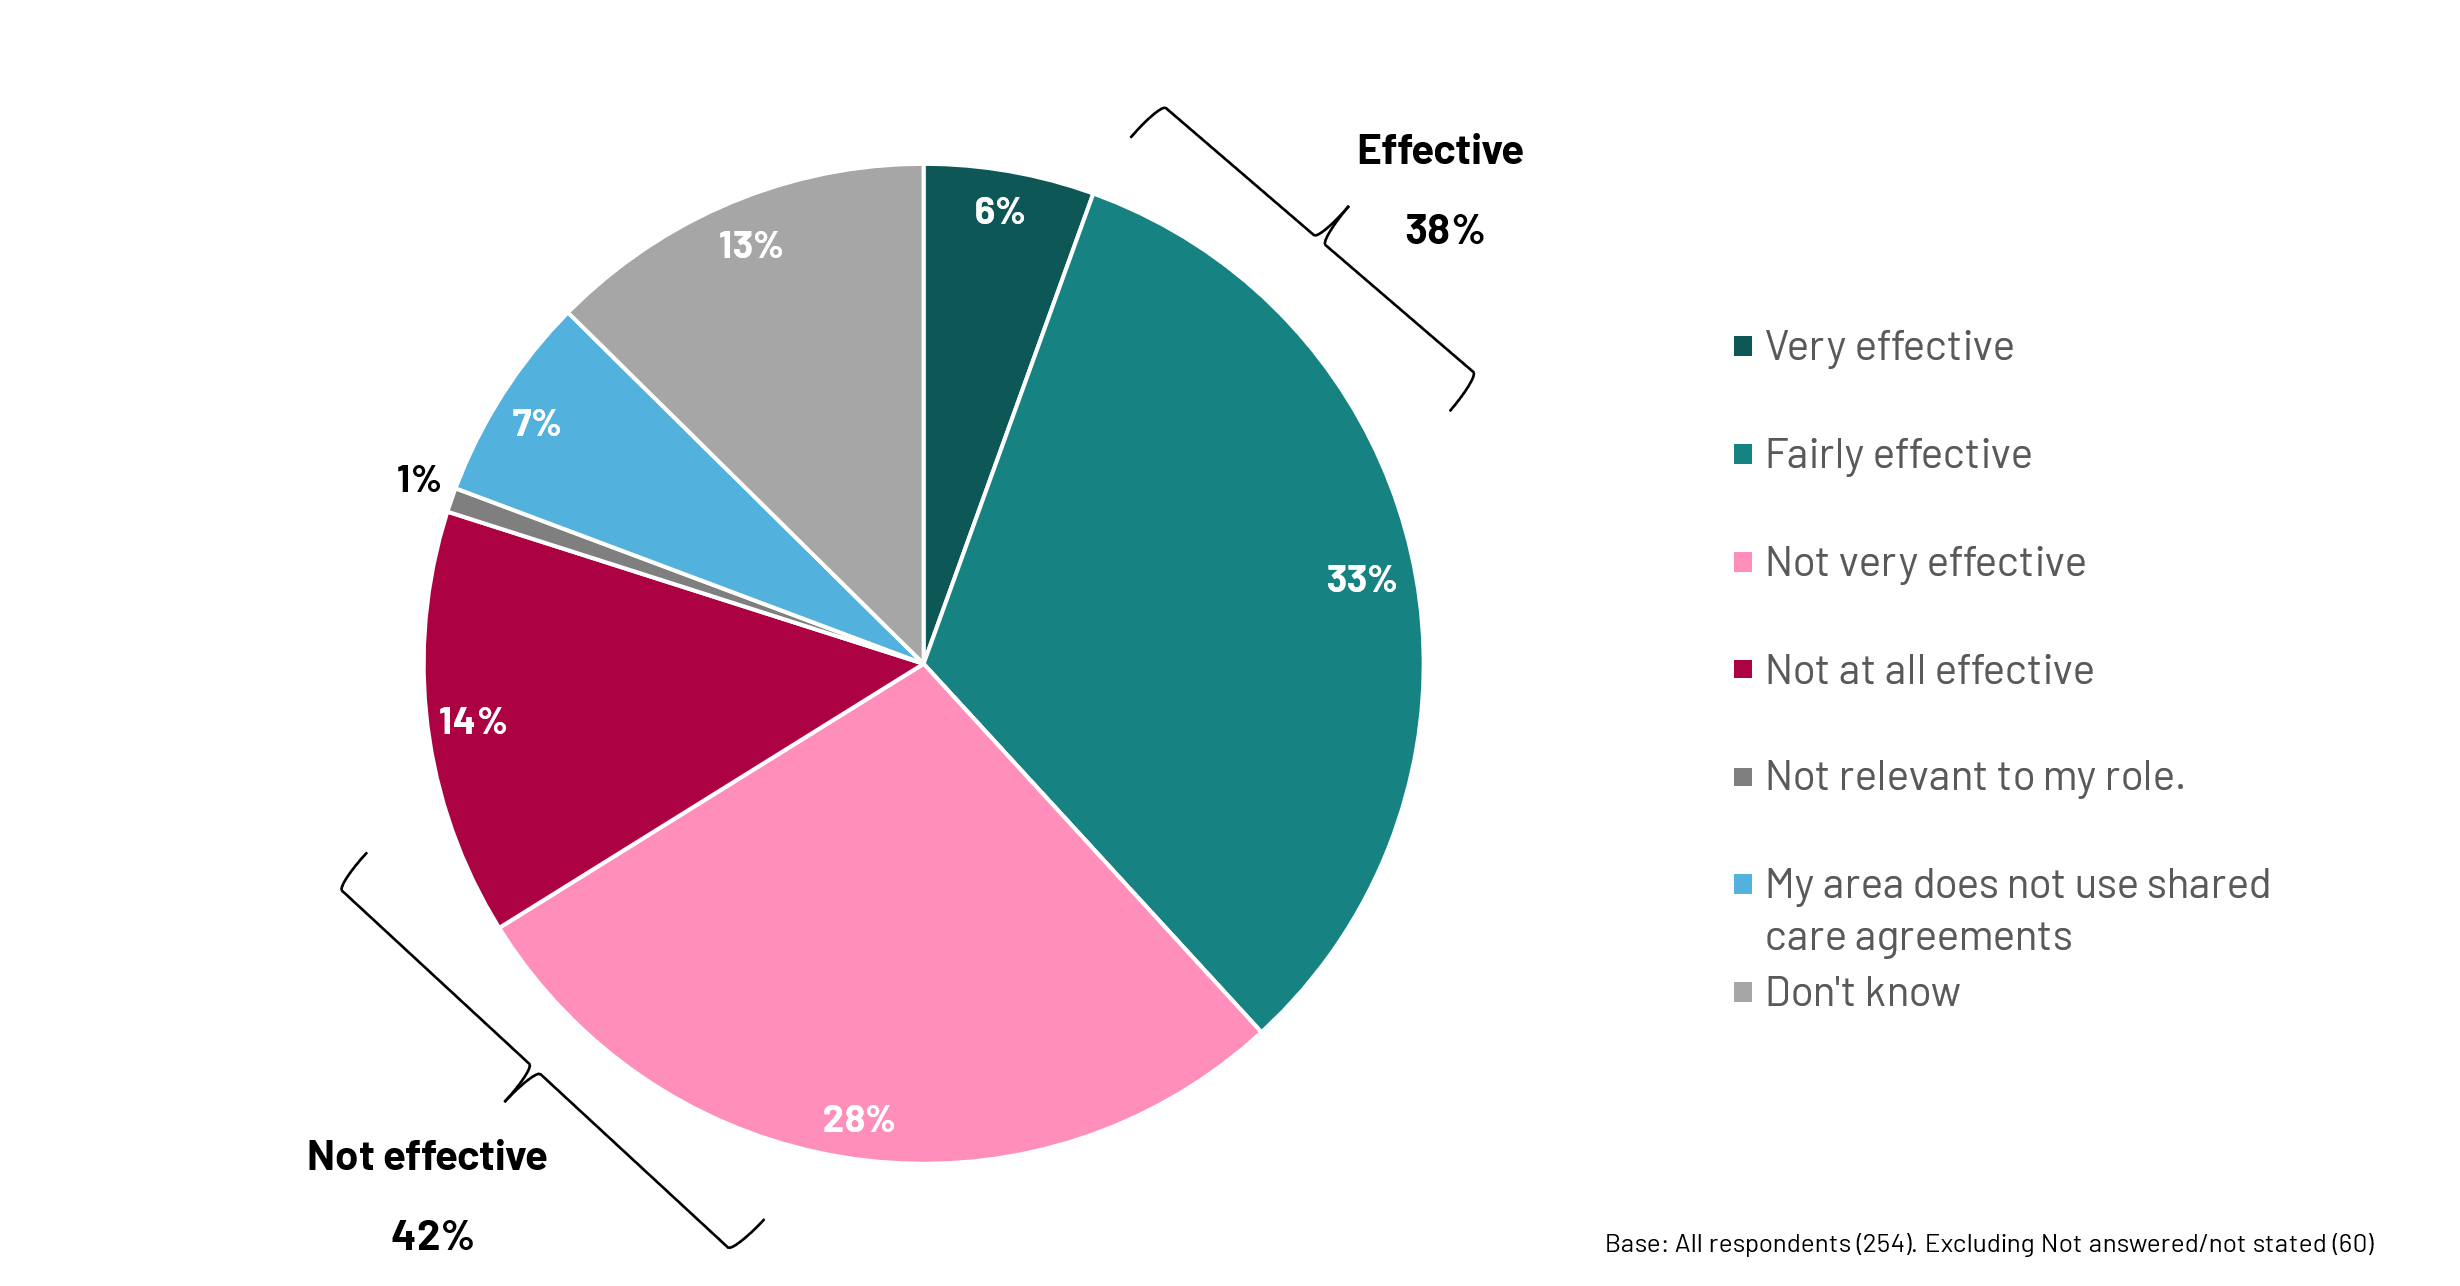 Effective
38%
6%
13%
33%
7%
1%
14%
28%
Not effective
42%
Very effective
Fairly effective
Not very effective
Not at all effective
Not relevant to my role.
My area does not use shared
care agreements
Don't know
Base: All respondents (254). Excluding Not answered/not stated (60)